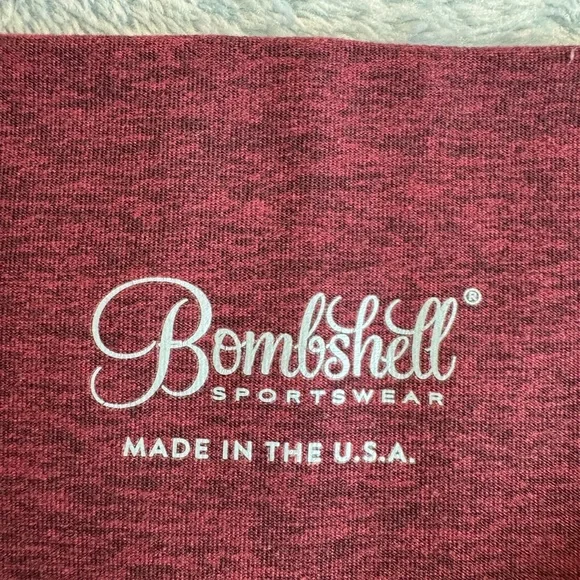 Bombshell®
SPORTSWEAR
MADE IN THE U.S.A.